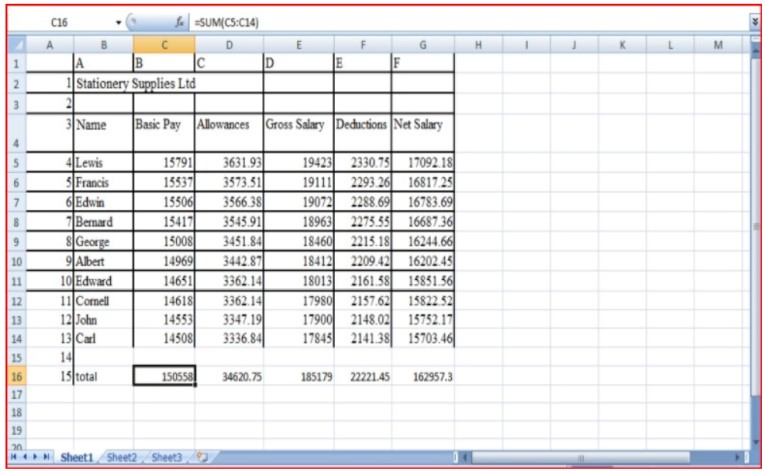 C16 fx =SUM(C5:C14)
A B C D E F G H I J K L M
1 A B C D E F
2 1 Stationery Supplies Ltd
3 2
4 3 Name Basic Pay Allowances Gross Salary Deductions Net Salary
5 4 Lewis 15791 3631.93 19423 2330.75 17092.18
6 5 Francis 15537 3573.51 19111 2293.26 16817.25
7 6 Edwin 15506 3566.38 19072 2288.69 16783.69
8 7 Bernard 15417 3545.91 18963 2275.55 16687.36
9 8 George 15008 3451.84 18460 2215.18 16244.66
10 9 Albert 14969 3442.87 18412 2209.42 16202.45
11 10 Edward 14651 3362.14 18013 2161.58 15851.56
12 11 Cornell 14618 3362.14 17980 2157.62 15822.52
13 12 John 14553 3347.19 17900 2148.02 15752.17
14 13 Carl 14508 3336.84 17845 2141.38 15703.46
15 14
16 15 total 150558 34620.75 185179 22221.45 162957.3
17
18
19
20
Sheet1 Sheet2 Sheet3